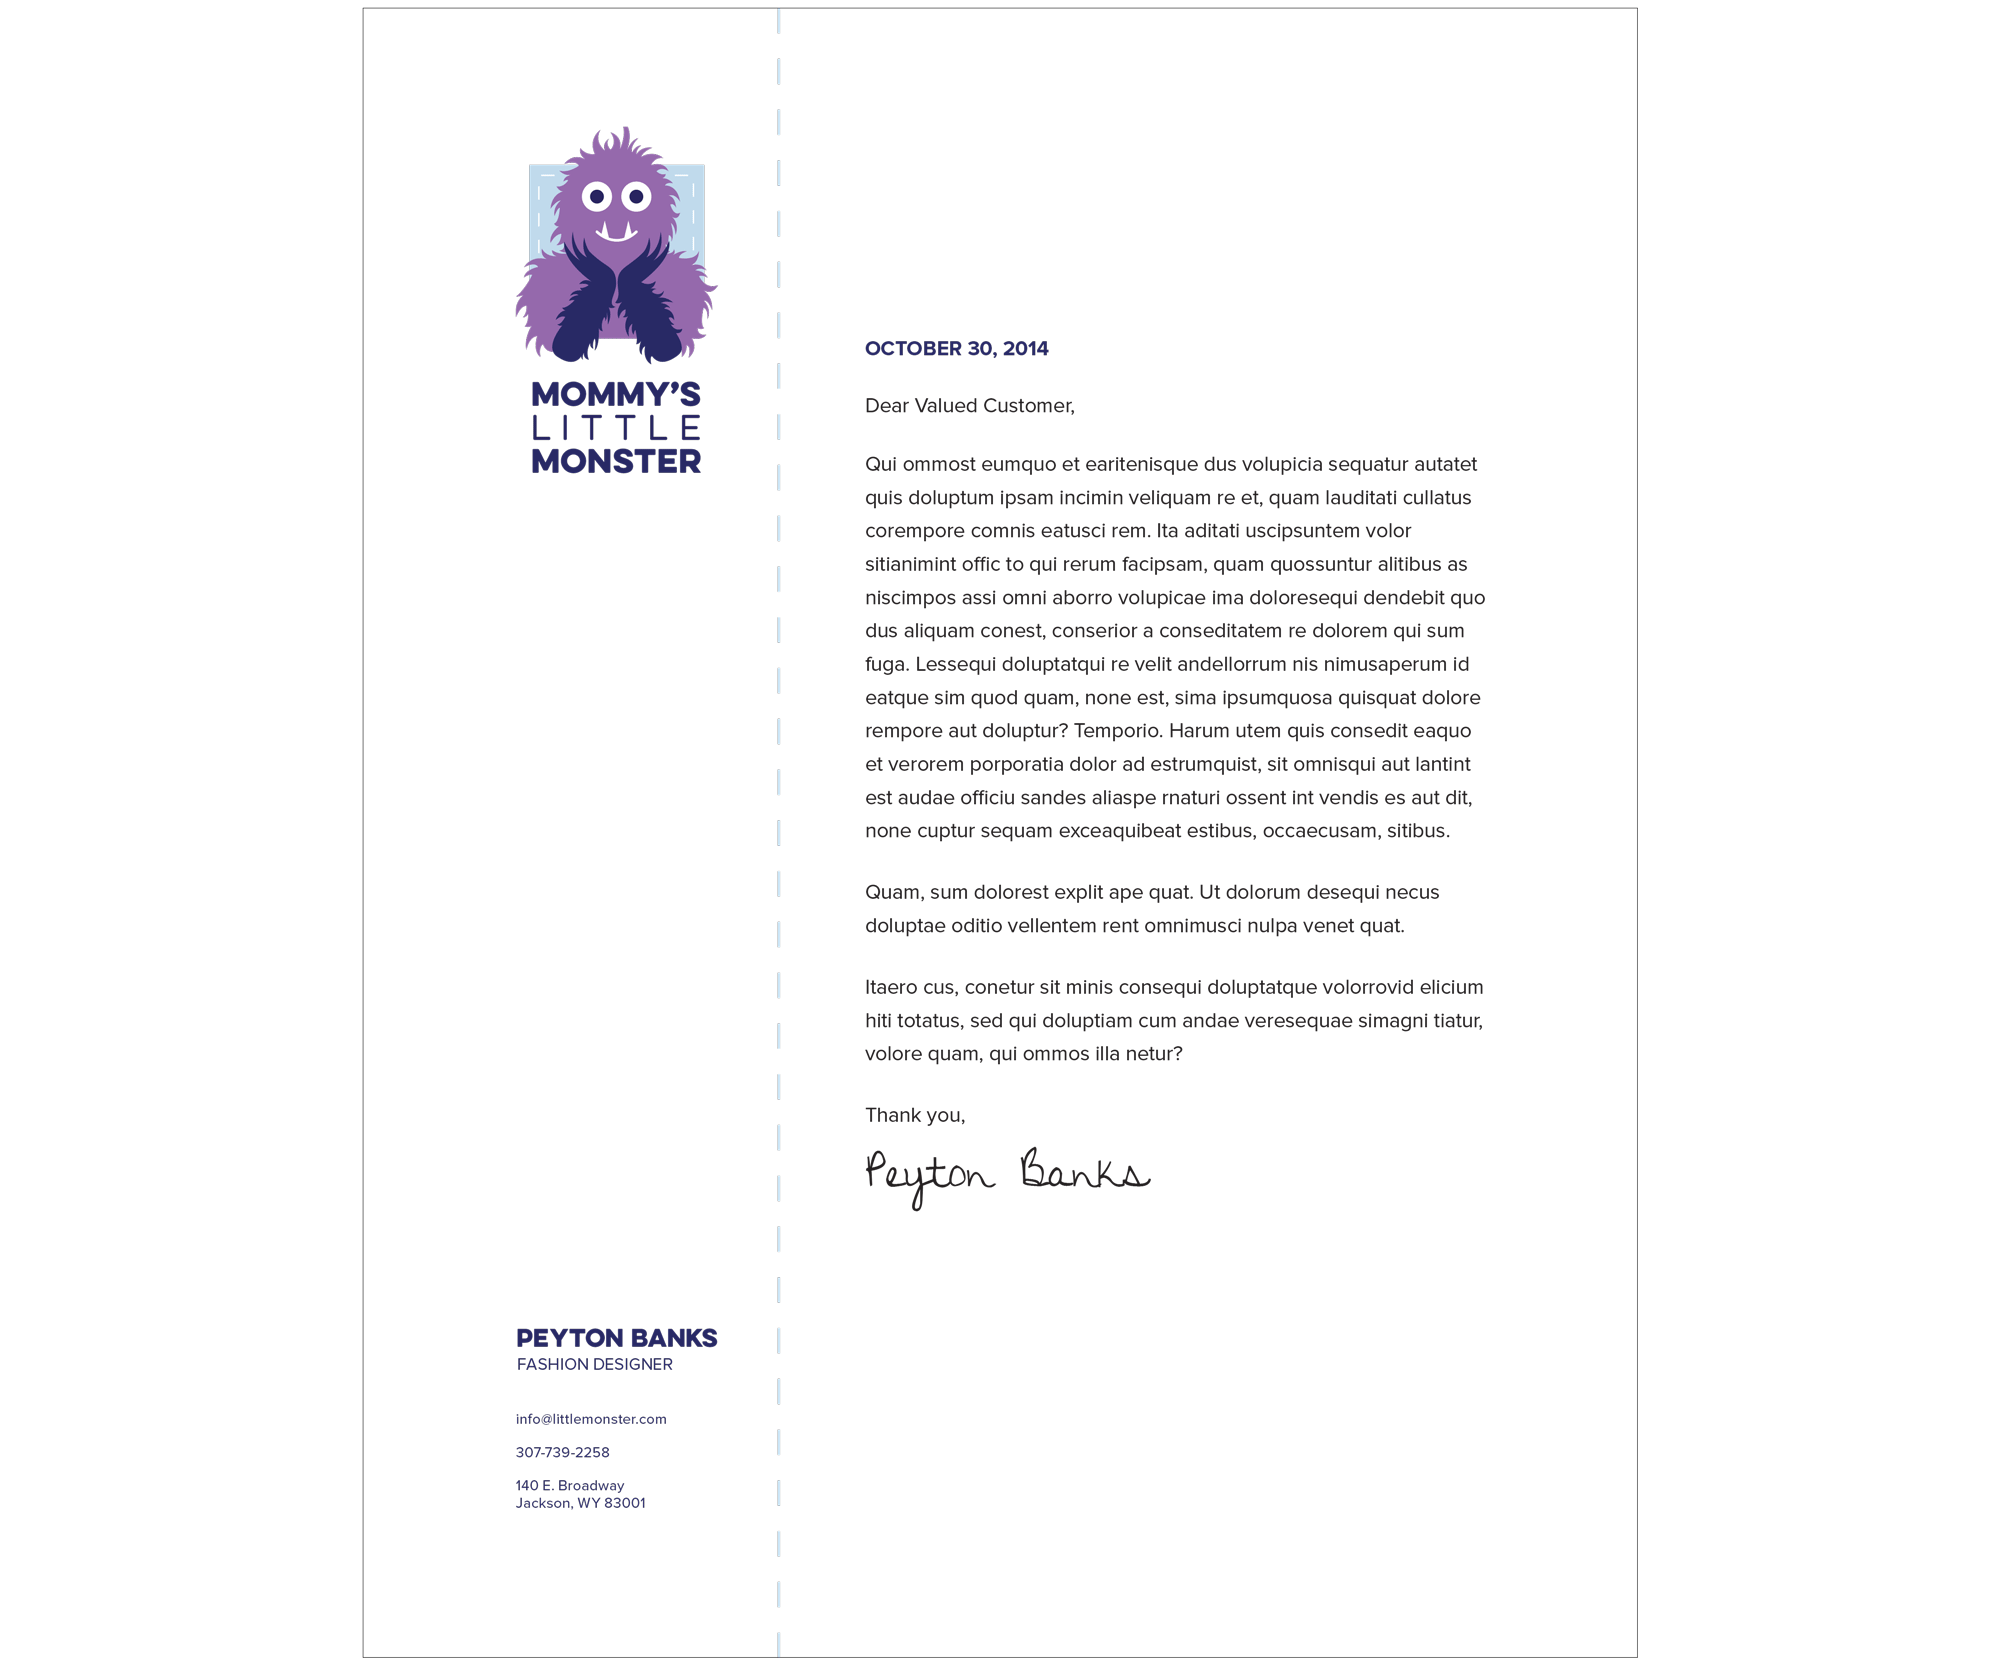 MOMMY'S
LITTLE
MONSTER
OCTOBER 30, 2014
Dear Valued Customer,
Qui ommost eumquo et earitenisque dus volupicia sequatur autatet
quis doluptum ipsam incimin veliquam re et, quam lauditati cullatus
corempore comnis eatusci rem. Ita aditati uscipsuntem volor
sitianimint offic to qui rerum facipsam, quam quossuntur alitibus as
niscimpos assi omni aborro volupicae ima doloresequi dendebit quo
dus aliquam conest, conserior a conseditatem re dolorem qui sum
fuga. Lessequi doluptatqui re velit andellorrum nis nimusaperum id
eatque sim quod quam, none est, sima ipsumquosa quisquat dolore
rempore aut doluptur? Temporio. Harum utem quis consedit eaquo
et verorem porporatia dolor ad estrumquist, sit omnisqui aut lantint
est audae officiu sandes aliaspe rnaturi ossent int vendis es aut dit,
none cuptur sequam exceaquibeat estibus, occaecusam, sitibus.
Quam, sum dolorest explit ape quat. Ut dolorum desequi necus
doluptae oditio vellentem rent omnimusci nulpa venet quat.
Itaero cus, conetur sit minis consequi doluptatque volorrovid elicium
hiti totatus, sed qui doluptiam cum andae veresequae simagni tiatur,
volore quam, qui ommos illa netur?
Thank you,
Peyton Banks
PEYTON BANKS
FASHION DESIGNER
info@littlemonster.com
307-739-2258
140 E. Broadway
Jackson, WY 83001